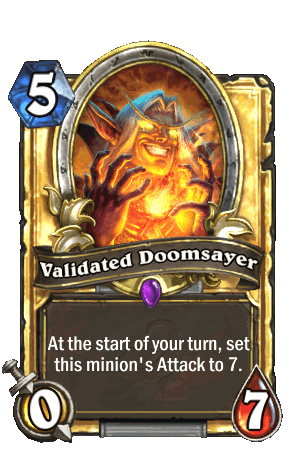 5
Validated Doomsayer
At the start of your turn, set
this minion's Attack to 7.
0
7